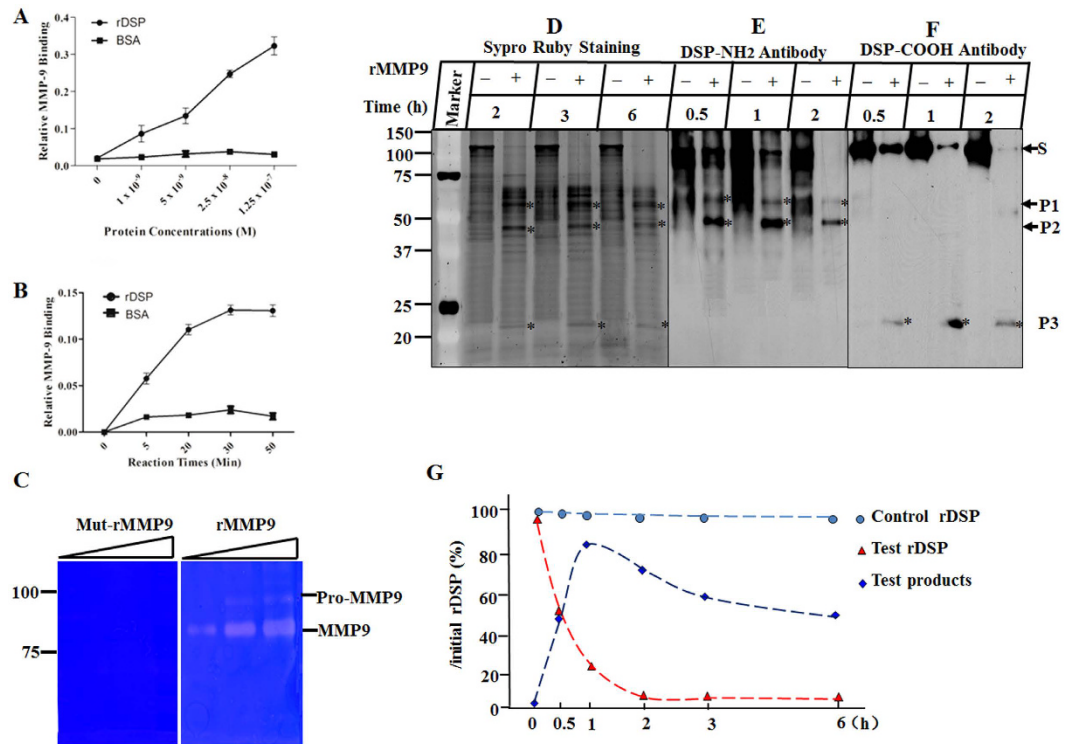 A
rDSP
BSA
Relative MMP-9 Binding
0.4
0.3
0.2
0.1
0.0
0
1 x 10-9
5 x 10-9
2.5 x 10-8
1.25 x 10-7
Protein Concentrations (M)
B
rDSP
BSA
Relative MMP-9 Binding
0.15
0.10
0.05
0.00
0
5
20
30
50
Reaction Times (Min)
C
Mut-rMMP9 rMMP9
100
75
Pro-MMP9
MMP9
D E F
Sypro Ruby Staining DSP-NH2 Antibody DSP-COOH Antibody
rMMP9 – + – + – + – + – + – + – + – + – +
Time (h) 2 3 6 0.5 1 2 0.5 1 2
Marker
150
100
75
50
37
25
20
S
P1
P2
P3
* * * * * * * * * * * * * * * * * *
G
/initial rDSP (%)
100
80
60
40
20
0
0 0.5 1 2 3 6 (h)
Control rDSP
Test rDSP
Test products